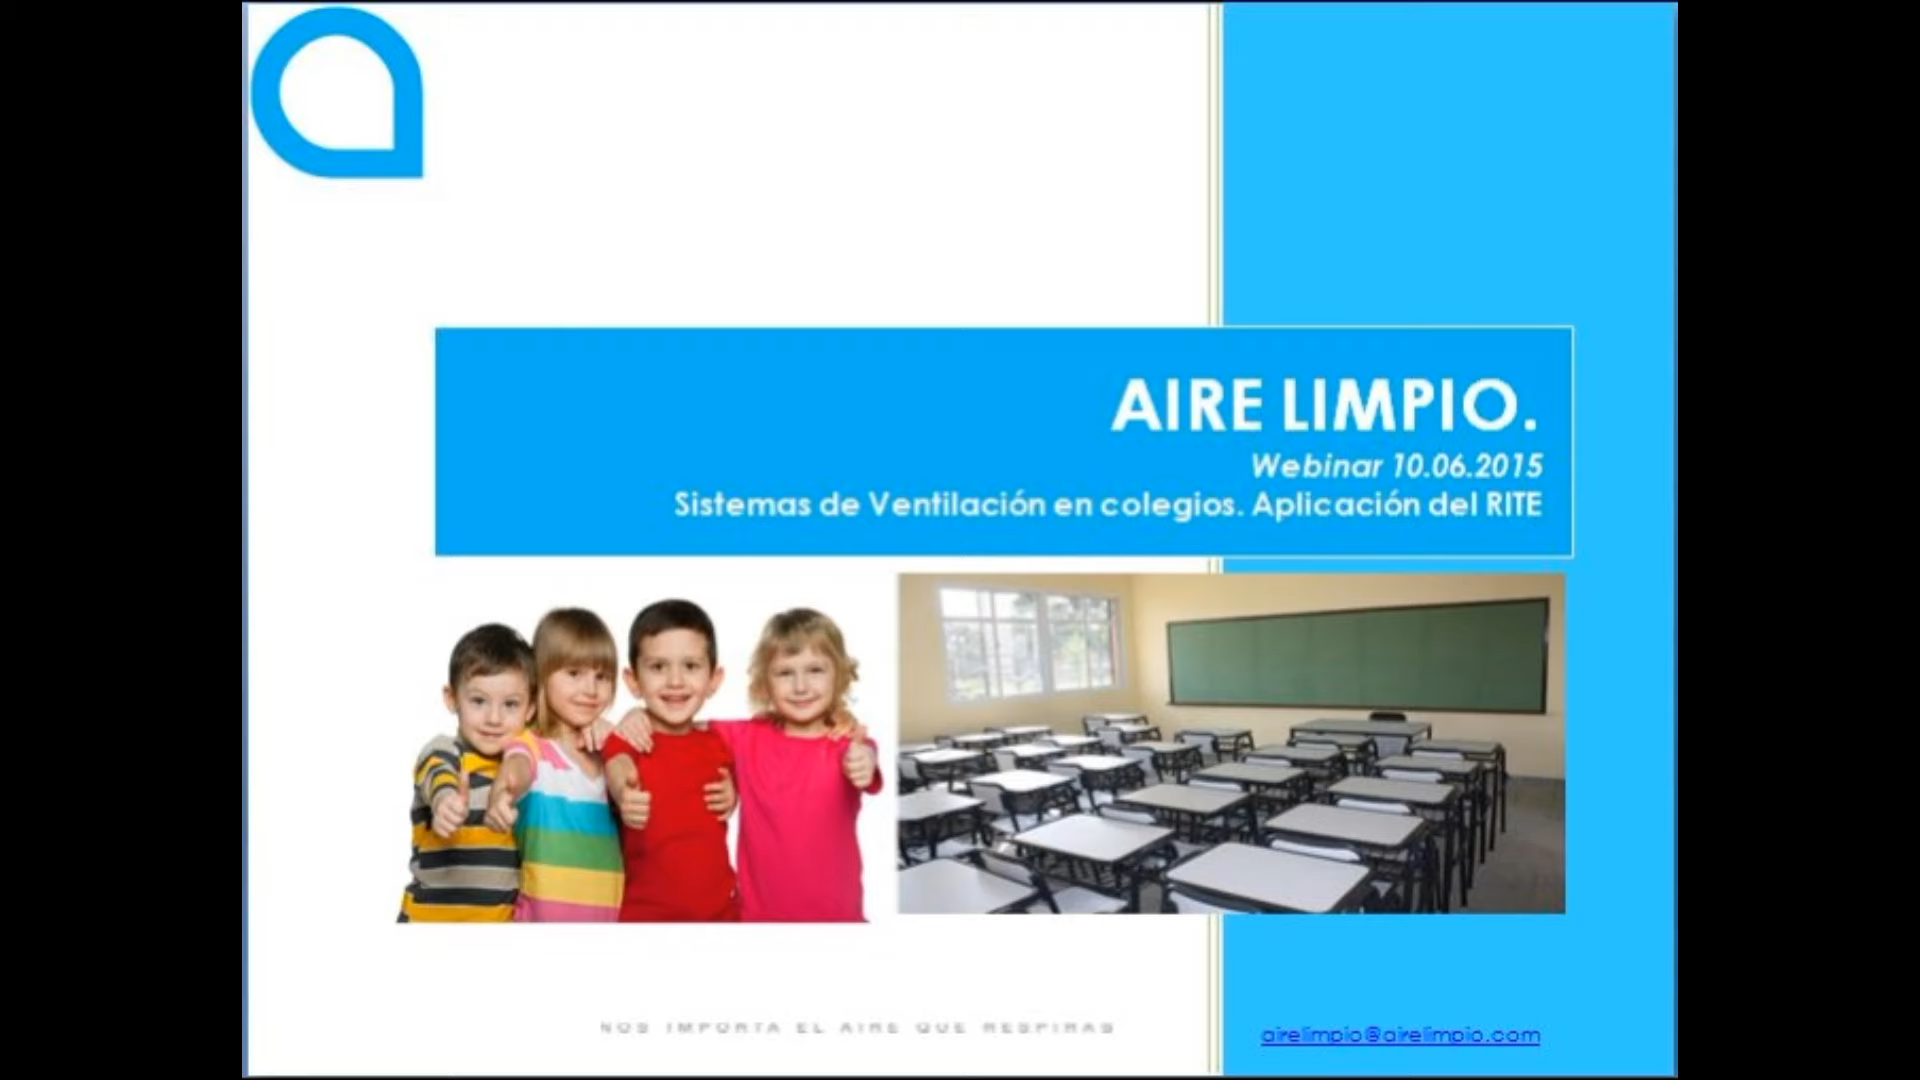 AIRE LIMPIO.
Webinar 10.06.2015
Sistemas de Ventilación en colegios. Aplicación del RITE
NOS IMPORTA EL AIRE QUE RESPIRAS
airelimpio@airelimpio.com